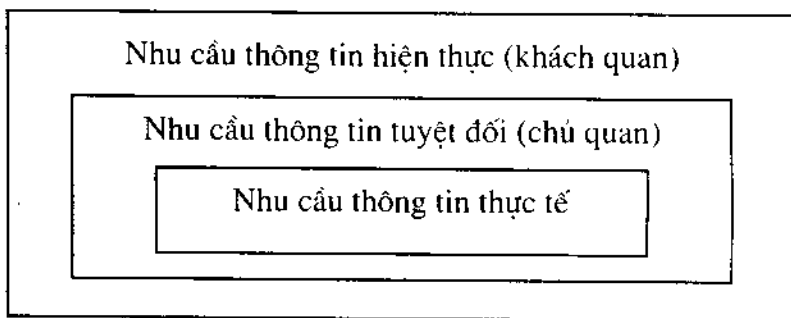 Nhu cầu thông tin hiện thực (khách quan)
Nhu cầu thông tin tuyệt đối (chủ quan)
Nhu cầu thông tin thực tế